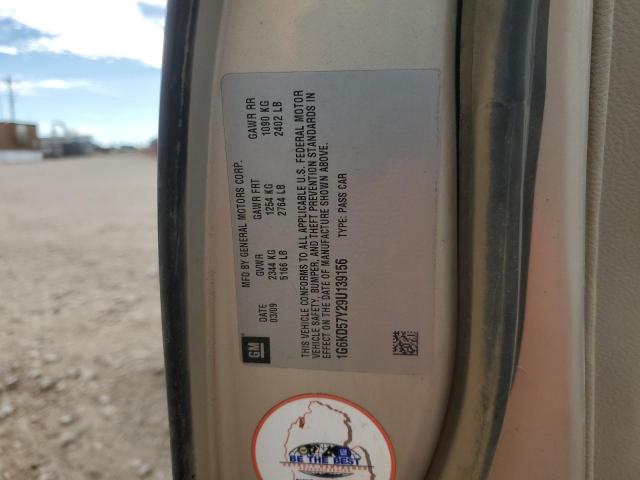 MFD BY GENERAL MOTORS CORP.
DATE GVWR GAWR FRT GAWR RR
03/09 2344 KG 1254 KG 1090 KG
5166 LB 2764 LB 2402 LB
GM
THIS VEHICLE CONFORMS TO ALL APPLICABLE U.S. FEDERAL MOTOR
VEHICLE SAFETY, BUMPER, AND THEFT PREVENTION STANDARDS IN
EFFECT ON THE DATE OF MANUFACTURE SHOWN ABOVE.
1G6KD57Y29U139156 TYPE: PASS CAR
BE THE BEST